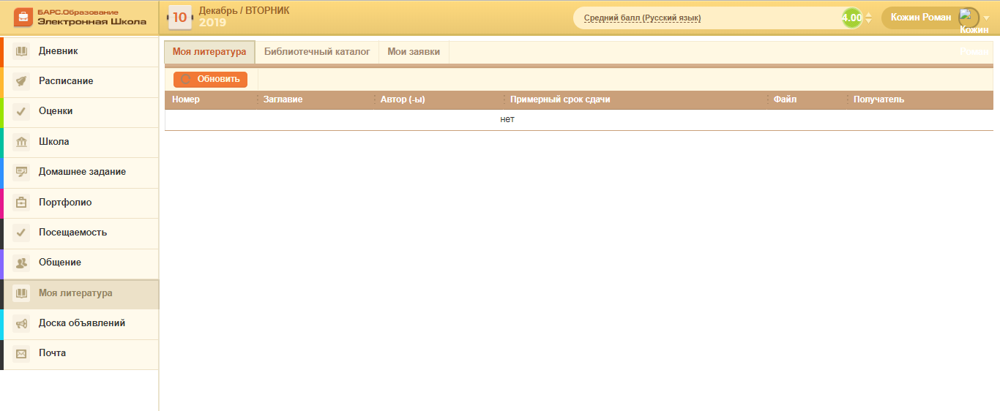 БАРС.Образование
Электронная Школа
10
Декабрь / ВТОРНИК
2019
Средний балл (Русский язык)
4.00
Кожин Роман
Кожин
Роман
Дневник
Расписание
Оценки
Школа
Домашнее задание
Портфолио
Посещаемость
Общение
Моя литература
Доска объявлений
Почта
Моя литература
Библиотечный каталог
Мои заявки
Обновить
Номер
Заглавие
Автор (-ы)
Примерный срок сдачи
Файл
Получатель
нет